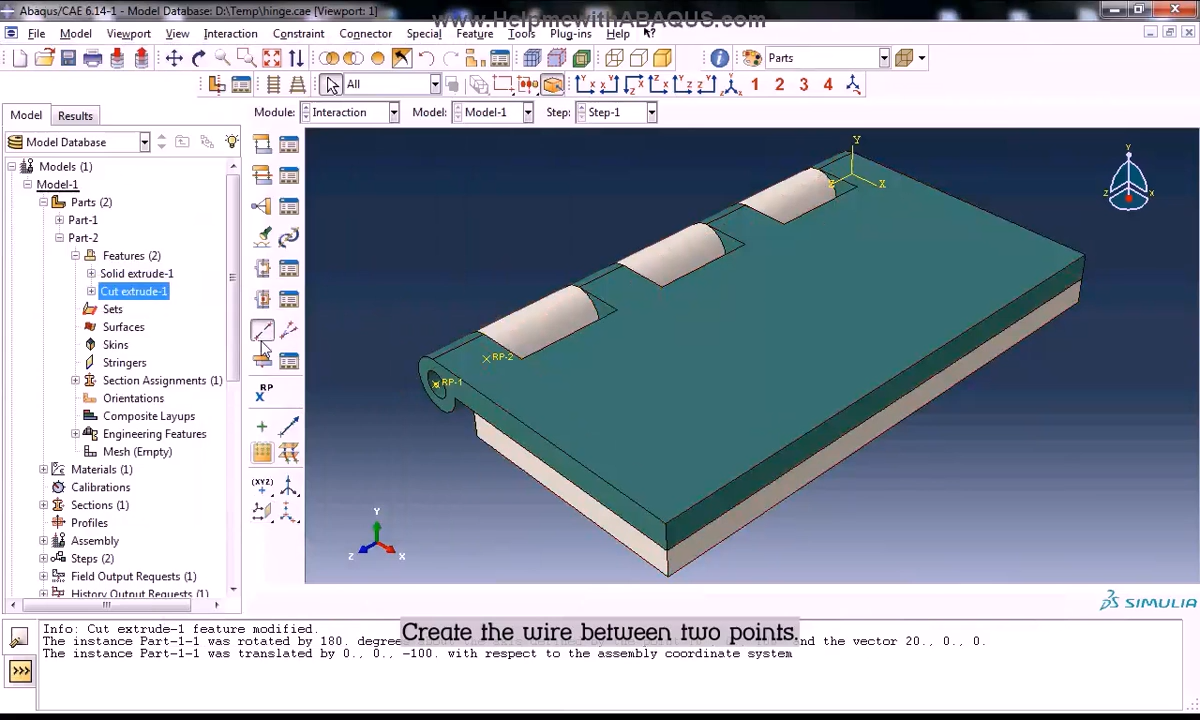 Abaqus/CAE 6.14-1 - Model Database: D:\Temp\hinge.cae [Viewport: 1]
www.HelpmewithABAQUS.com
File Model Viewport View Interaction Constraint Connector Special Feature Tools Plug-ins Help
Parts
All
1 2 3 4
Model Results
Module: Interaction Model: Model-1 Step: Step-1
Model Database
Models (1)
Model-1
Parts (2)
Part-1
Part-2
Features (2)
Solid extrude-1
Cut extrude-1
Sets
Surfaces
Skins
Stringers
Section Assignments (1)
Orientations
Composite Layups
Engineering Features
Mesh (Empty)
Materials (1)
Calibrations
Sections (1)
Profiles
Assembly
Steps (2)
Field Output Requests (1)
History Output Requests (1)
RP
(XYZ)
Y
X
Z
RP-2
RP-1
Y
Z X
Y
Z X
SIMULIA
Create the wire between two points.
Info: Cut extrude-1 feature modified.
The instance Part-1-1 was rotated by 180. degree
nd the vector 20., 0., 0.
The instance Part-1-1 was translated by 0., 0., -100. with respect to the assembly coordinate system